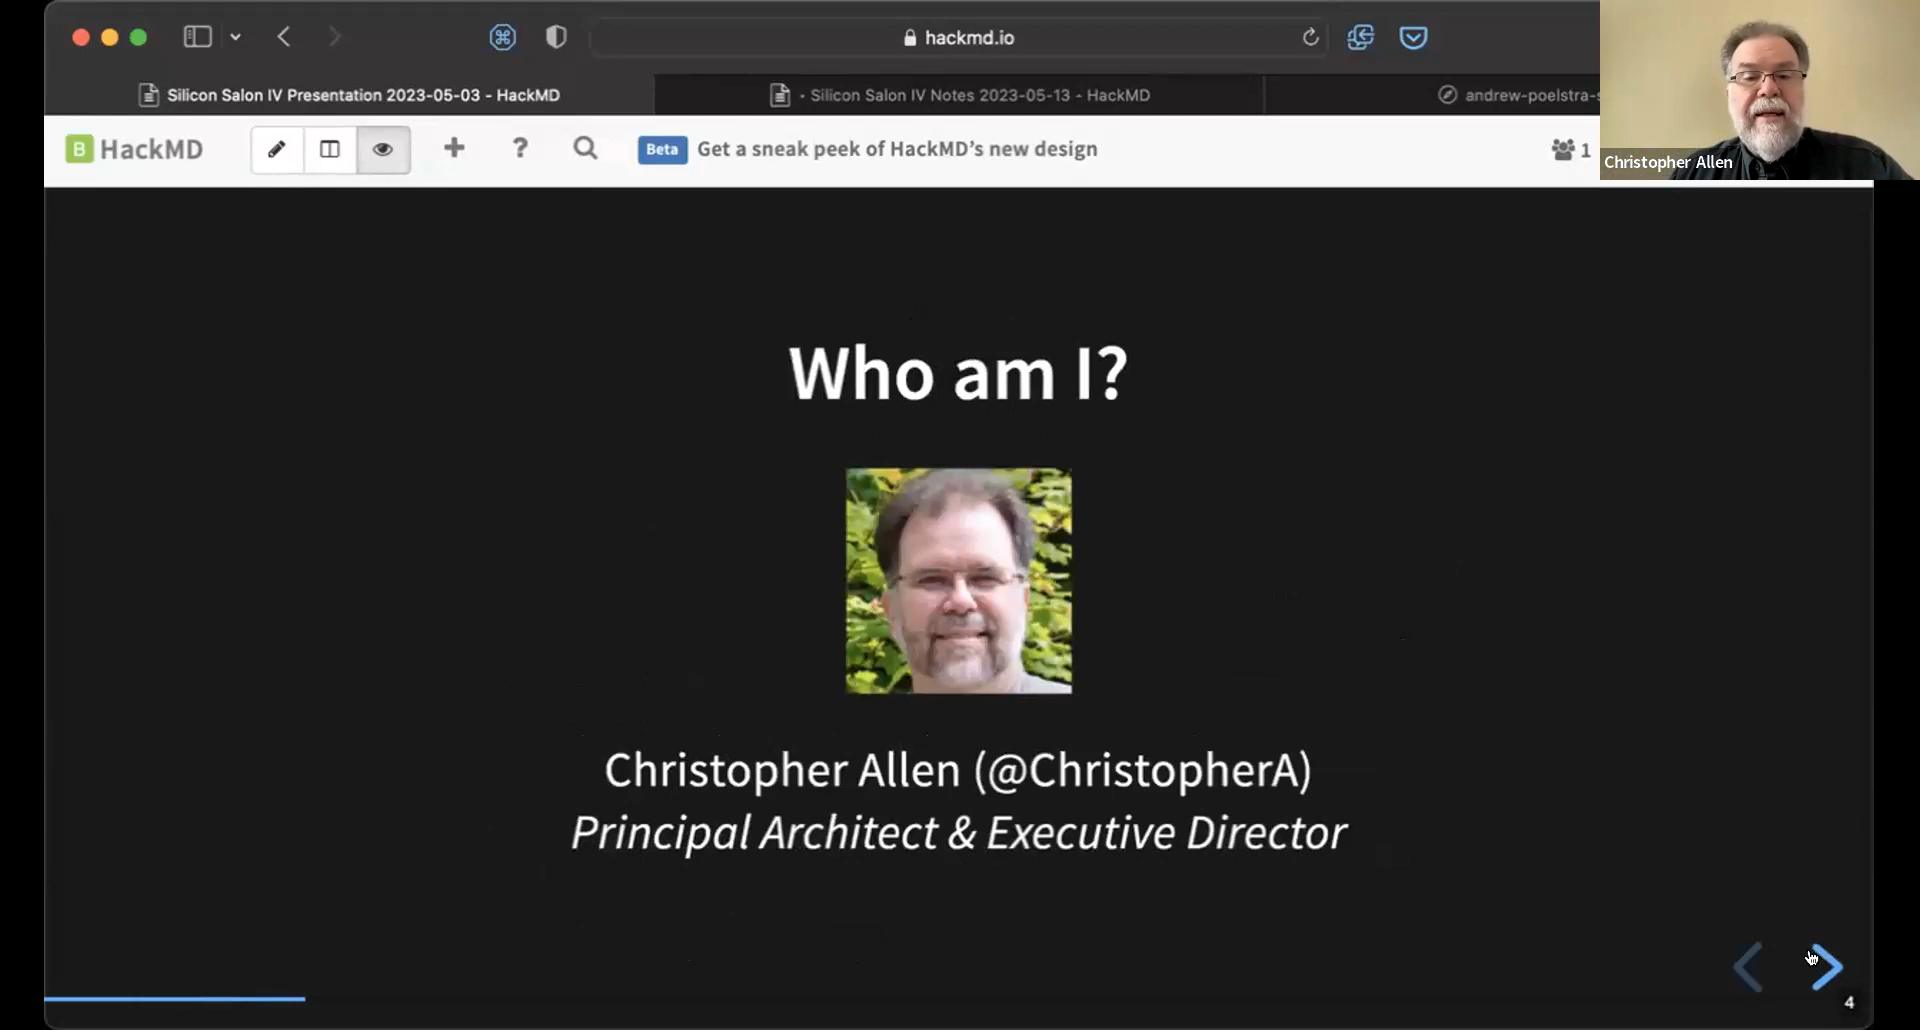 hackmd.io
Silicon Salon IV Presentation 2023-05-03 - HackMD
- Silicon Salon IV Notes 2023-05-13 - HackMD
andrew-poelstra-s
B HackMD
? Beta Get a sneak peek of HackMD's new design
1
Christopher Allen
Who am I?
Christopher Allen (@ChristopherA)
Principal Architect & Executive Director
4